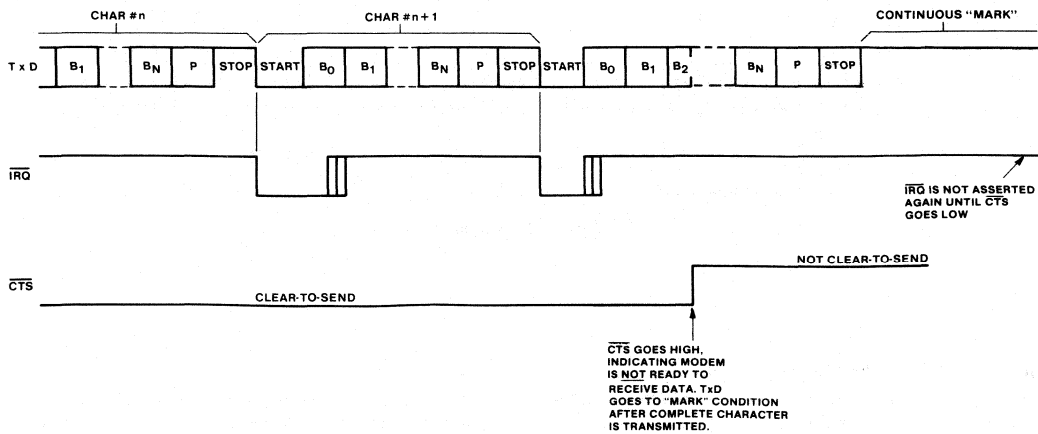 CHAR #n
CHAR #n+1
CONTINUOUS "MARK"
TxD B1 BN P STOP START B0 B1 BN P STOP START B0 B1 B2 BN P STOP
IRQ
IRQ IS NOT ASSERTED
AGAIN UNTIL CTS
GOES LOW
NOT CLEAR-TO-SEND
CTS
CLEAR-TO-SEND
CTS GOES HIGH,
INDICATING MODEM
IS NOT READY TO
RECEIVE DATA. TxD
GOES TO "MARK" CONDITION
AFTER COMPLETE CHARACTER
IS TRANSMITTED.